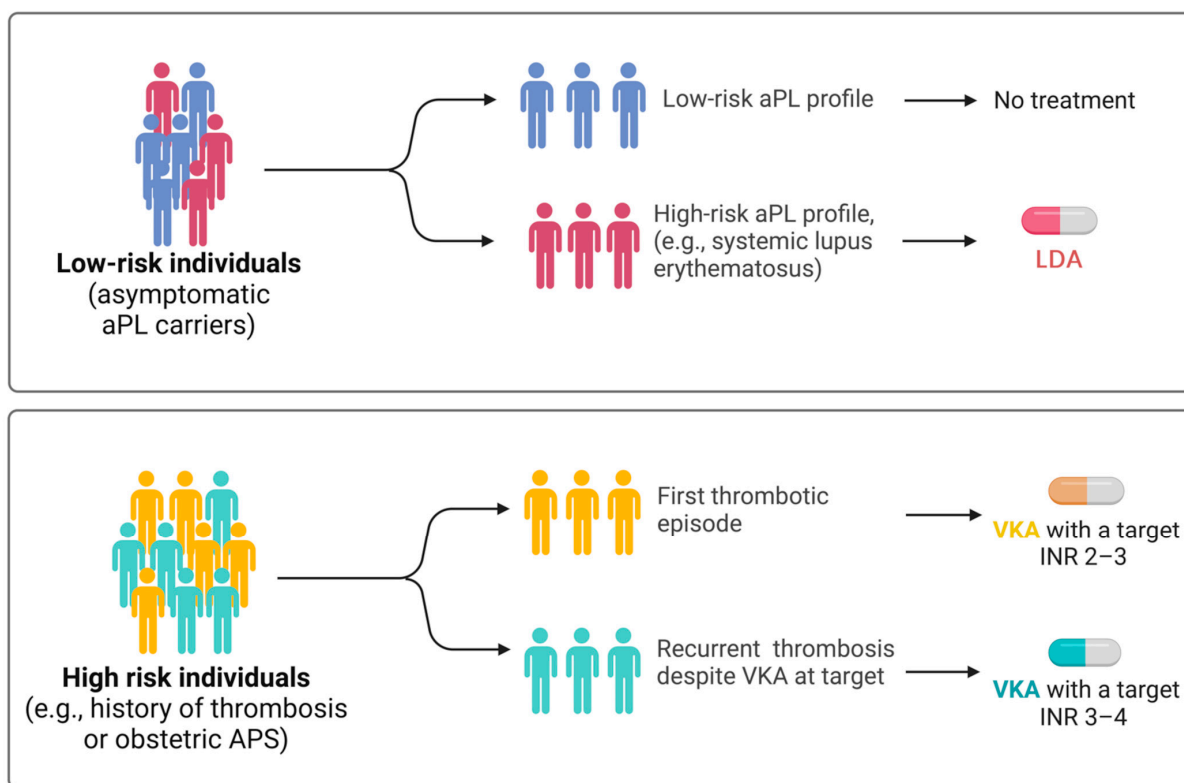 Low-risk individuals
(asymptomatic
aPL carriers)
Low-risk aPL profile
No treatment
High-risk aPL profile,
(e.g., systemic lupus
erythematosus)
LDA
High risk individuals
(e.g., history of thrombosis
or obstetric APS)
First thrombotic
episode
VKA with a target
INR 2–3
Recurrent thrombosis
despite VKA at target
VKA with a target
INR 3–4